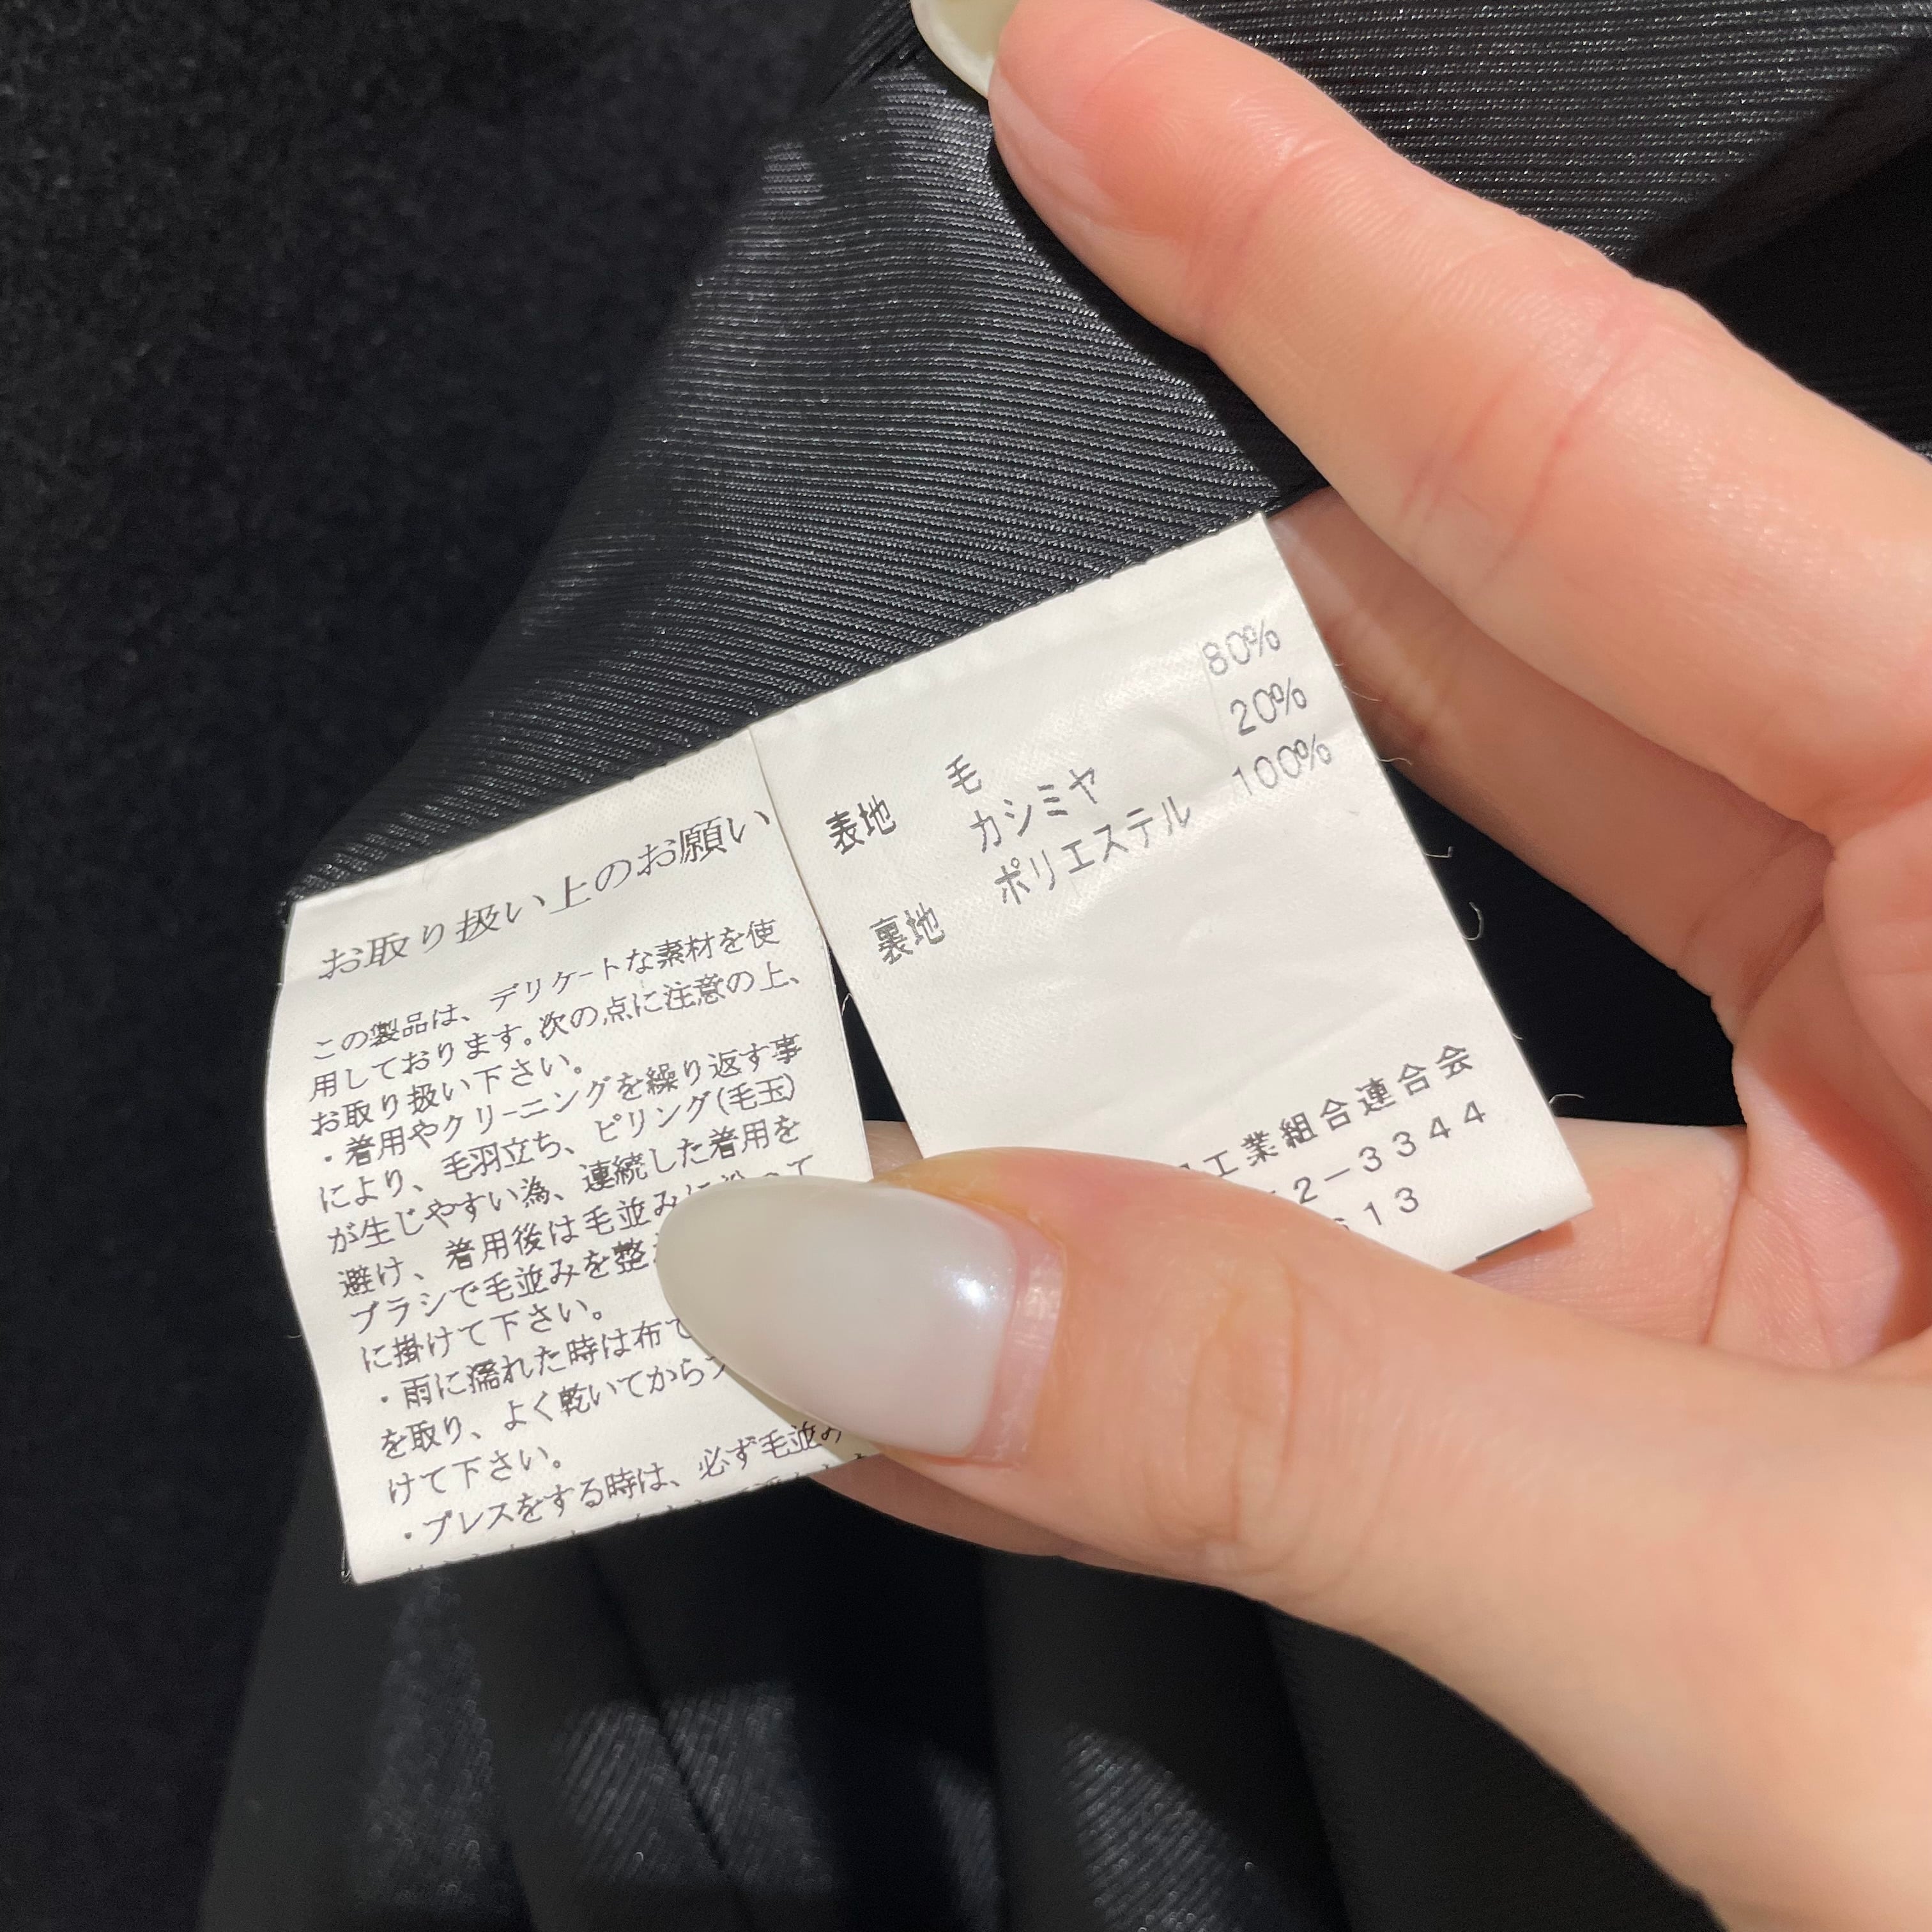 お取り扱い上のお願い
この製品は、デリケートな素材を使
用しております。次の点に注意の上、
お取り扱い下さい。
・着用やクリーニングを繰り返す事
により、毛羽立ち、ピリング(毛玉)
が生じやすい為、連続した着用を
避け、着用後は毛並みに沿って
ブラシで毛並みを整
に掛けて下さい。
・雨に濡れた時は布で
を取り、よく乾いてから
けて下さい。
・プレスをする時は、必ず毛並み
表地 毛 80%
カシミヤ 20%
裏地 ポリエステル 100%
工業組合連合会
2-3344
613